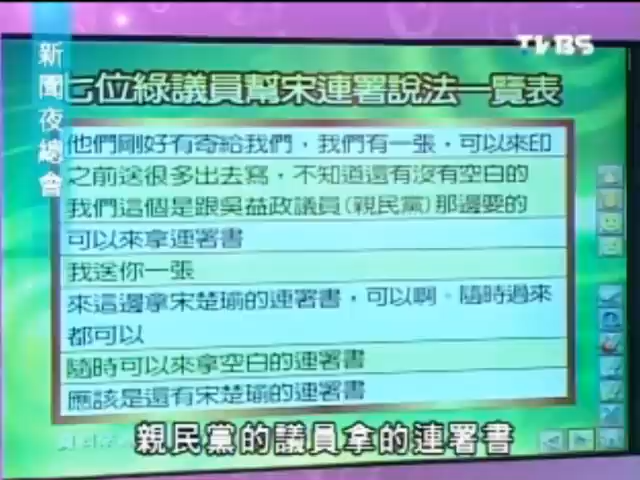 TVBS
新聞夜總會
七位綠議員幫宋連署說法一覽表
他們剛好有寄給我們，我們有一張，可以來印
之前送很多出去寫，不知道還有沒有空白的
我們這個是跟吳益政議員(親民黨)那邊要的
可以來拿連署書
我送你一張
來這邊拿宋楚瑜的連署書，可以啊。隨時過來
都可以
隨時可以來拿空白的連署書
應該是還有宋楚瑜的連署書
親民黨的議員拿的連署書